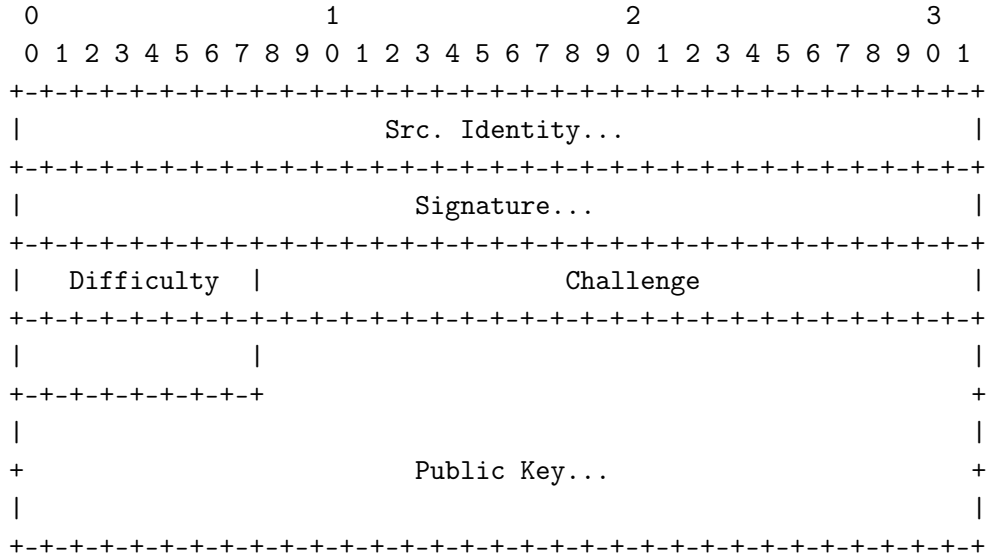 0                   1                   2                   3
0 1 2 3 4 5 6 7 8 9 0 1 2 3 4 5 6 7 8 9 0 1 2 3 4 5 6 7 8 9 0 1
+-+-+-+-+-+-+-+-+-+-+-+-+-+-+-+-+-+-+-+-+-+-+-+-+-+-+-+-+-+-+-+-+
|                        Src. Identity...                       |
+-+-+-+-+-+-+-+-+-+-+-+-+-+-+-+-+-+-+-+-+-+-+-+-+-+-+-+-+-+-+-+-+
|                          Signature...                         |
+-+-+-+-+-+-+-+-+-+-+-+-+-+-+-+-+-+-+-+-+-+-+-+-+-+-+-+-+-+-+-+-+
|   Difficulty  |                    Challenge                  |
+-+-+-+-+-+-+-+-+-+-+-+-+-+-+-+-+-+-+-+-+-+-+-+-+-+-+-+-+-+-+-+-+
|               |                                               |
+-+-+-+-+-+-+-+-+                                               +
|                                                               |
+                          Public Key...                        +
|                                                               |
+-+-+-+-+-+-+-+-+-+-+-+-+-+-+-+-+-+-+-+-+-+-+-+-+-+-+-+-+-+-+-+-+